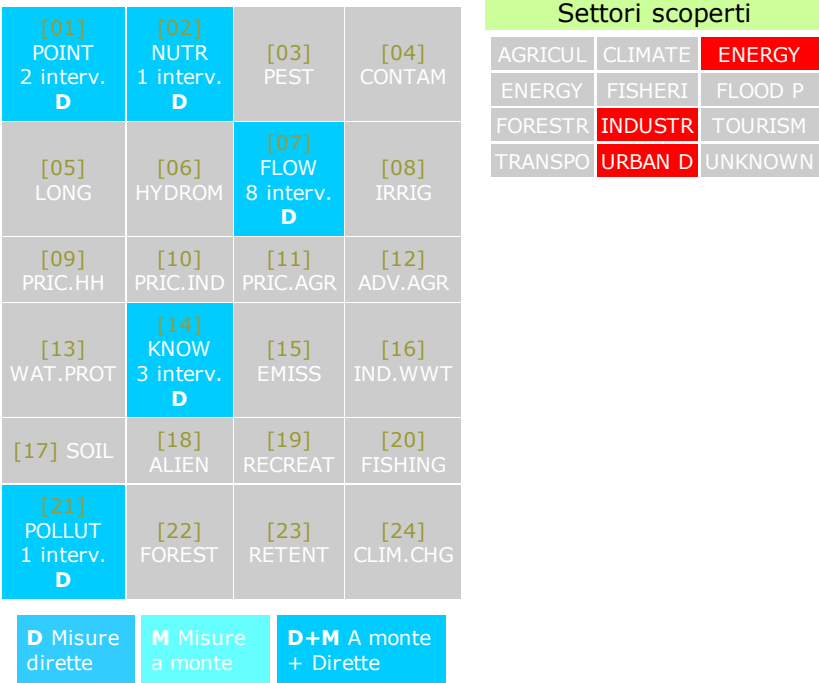 [01]
POINT
2 interv.
D
[02]
NUTR
1 interv.
D
[03]
PEST
[04]
CONTAM
[05]
LONG
[06]
HYDROM
[07]
FLOW
8 interv.
D
[08]
IRRIG
[09]
PRIC.HH
[10]
PRIC.IND
[11]
PRIC.AGR
[12]
ADV.AGR
[13]
WAT.PROT
[14]
KNOW
3 interv.
D
[15]
EMISS
[16]
IND.WWT
[17] SOIL
[18]
ALIEN
[19]
RECREAT
[20]
FISHING
[21]
POLLUT
1 interv.
D
[22]
FOREST
[23]
RETENT
[24]
CLIM.CHG
D Misure
dirette
M Misure
a monte
D+M A monte
+ Dirette
Settori scoperti
AGRICUL CLIMATE ENERGY
ENERGY FISHERI FLOOD P
FORESTR INDUSTR TOURISM
TRANSPO URBAN D UNKNOWN